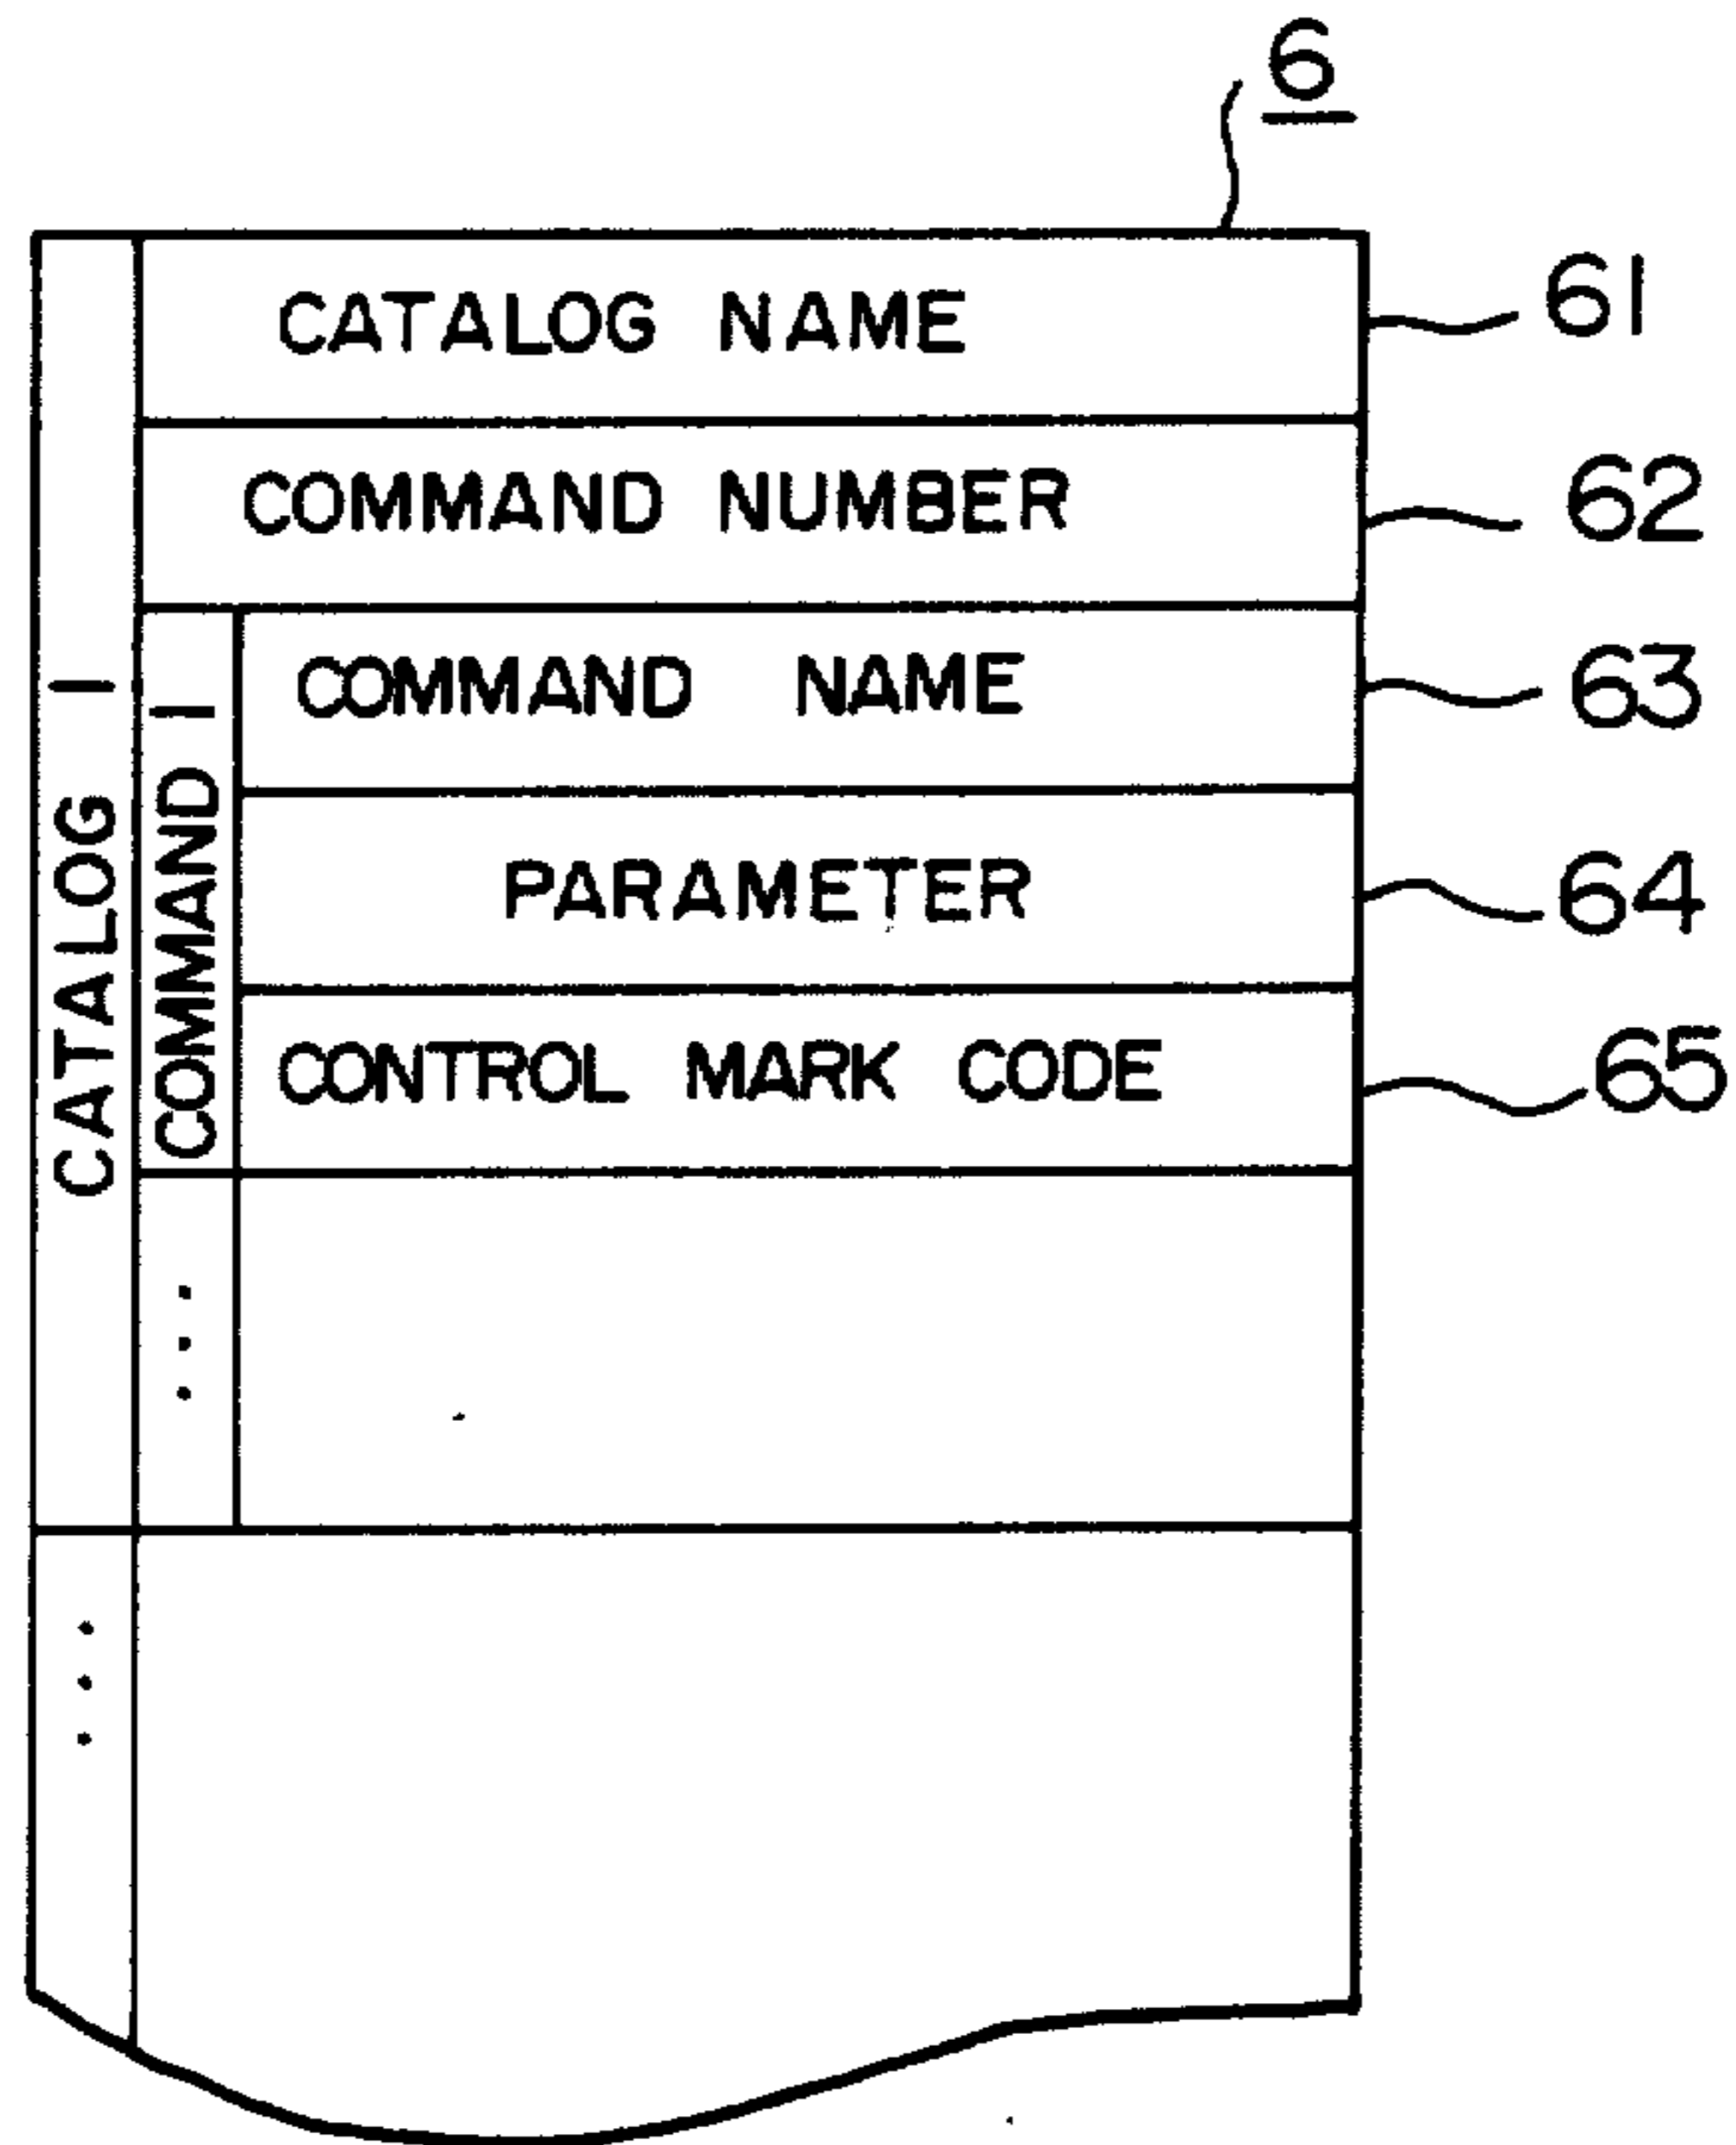 6
CATALOG NAME 61
COMMAND NUMBER 62
CATALOG 1
COMMAND 1
COMMAND NAME 63
PARAMETER 64
CONTROL MARK CODE 65